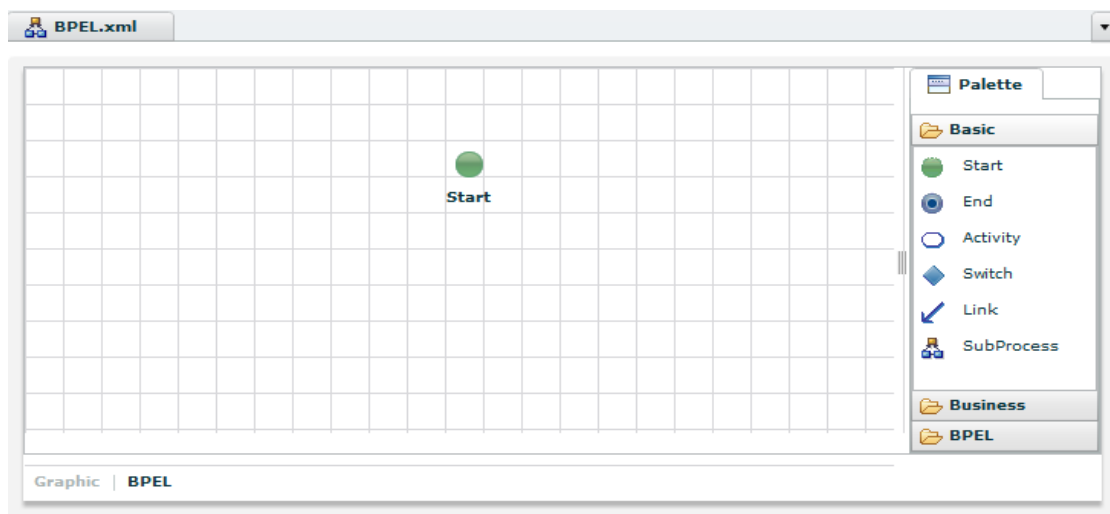 BPEL.xml
Palette
Basic
Start
Start
End
Activity
Switch
Link
SubProcess
Business
BPEL
Graphic | BPEL